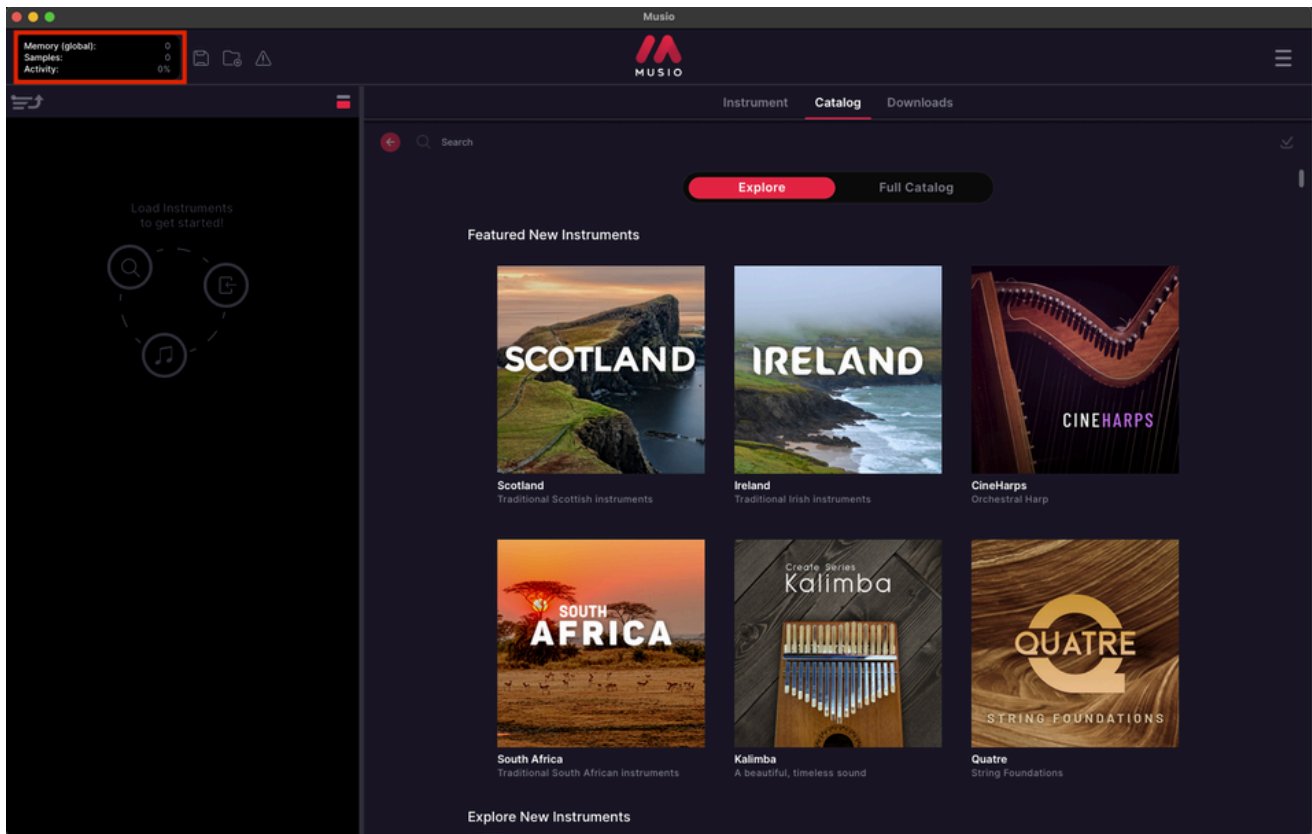 Musio
Memory (global): 0
Samples: 0
Activity: 0%
MUSIO
Instrument Catalog Downloads
Search
Explore Full Catalog
Load Instruments
to get started!
Featured New Instruments
SCOTLAND
IRELAND
CINEHARPS
Scotland
Traditional Scottish instruments
Ireland
Traditional Irish instruments
CineHarps
Orchestral Harp
SOUTH
AFRICA
Create Series
Kalimba
QUATRE
STRING FOUNDATIONS
South Africa
Traditional South African instruments
Kalimba
A beautiful, timeless sound
Quatre
String Foundations
Explore New Instruments